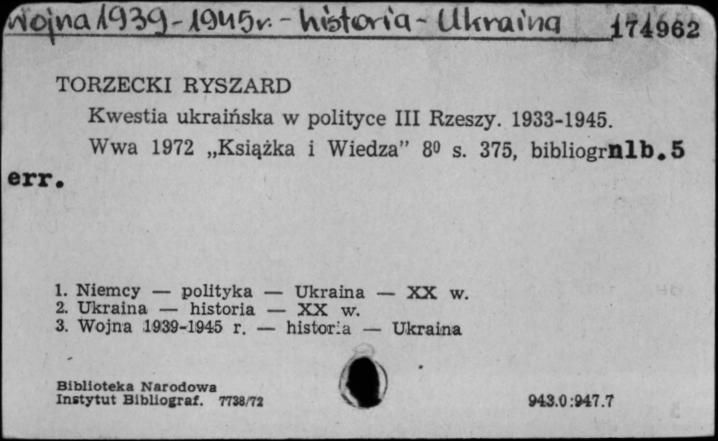 Wojna 1939-1945r. - historia - Ukraina 174962
TORZECKI RYSZARD
Kwestia ukraińska w polityce III Rzeszy. 1933-1945.
Wwa 1972 „Książka i Wiedza” 8⁰ s. 375, bibliogr nlb. 5
err.
1. Niemcy — polityka — Ukraina — XX w.
2. Ukraina — historia — XX w.
3. Wojna 1939-1945 r. — historia — Ukraina
Biblioteka Narodowa
Instytut Bibliograf. 7738/72 943.0:947.7